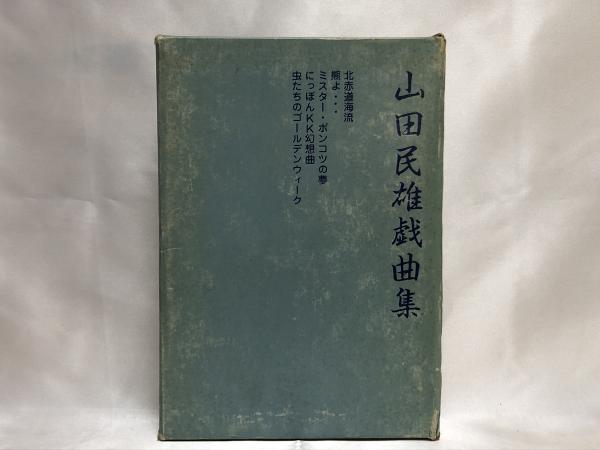 山田民雄戯曲集
北赤道海流
熊よ・・・
ミスター・ポンコツの夢
にっぽんKK幻想曲
虫たちのゴールデンウィーク